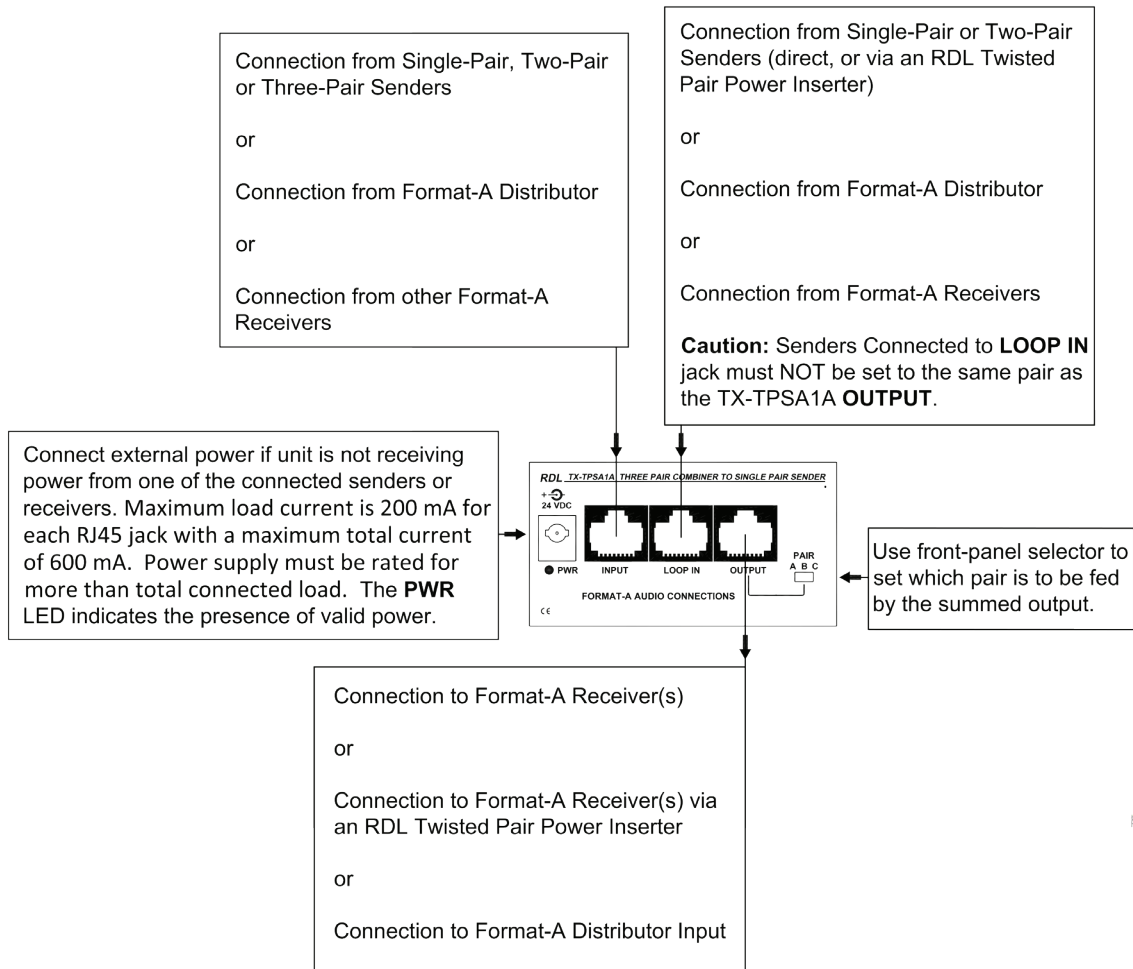 Connection from Single-Pair, Two-Pair
or Three-Pair Senders
or
Connection from Format-A Distributor
or
Connection from other Format-A
Receivers
Connection from Single-Pair or Two-Pair
Senders (direct, or via an RDL Twisted
Pair Power Inserter)
or
Connection from Format-A Distributor
or
Connection from Format-A Receivers
Caution: Senders Connected to LOOP IN
jack must NOT be set to the same pair as
the TX-TPSA1A OUTPUT.
Connect external power if unit is not receiving
power from one of the connected senders or
receivers. Maximum load current is 200 mA for
each RJ45 jack with a maximum total current
of 600 mA. Power supply must be rated for
more than total connected load. The PWR
LED indicates the presence of valid power.
RDL TX-TPSA1A THREE PAIR COMBINER TO SINGLE PAIR SENDER
+ -
24 VDC
PWR
INPUT
LOOP IN
OUTPUT
PAIR
A B C
FORMAT-A AUDIO CONNECTIONS
CE
Use front-panel selector to
set which pair is to be fed
by the summed output.
Connection to Format-A Receiver(s)
or
Connection to Format-A Receiver(s) via
an RDL Twisted Pair Power Inserter
or
Connection to Format-A Distributor Input